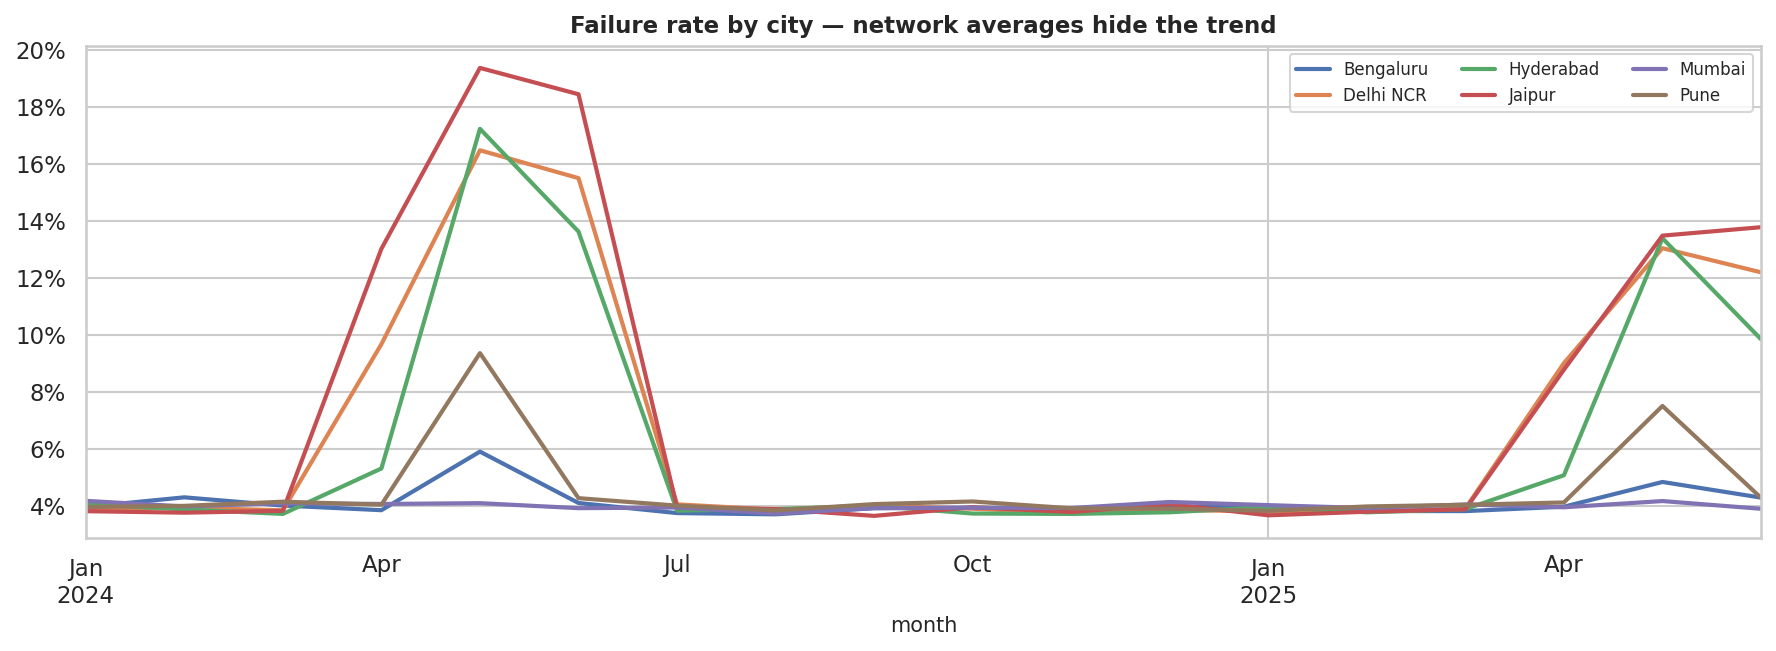 Failure rate by city — network averages hide the trend
20%
18%
16%
14%
12%
10%
8%
6%
4%
Bengaluru
Delhi NCR
Hyderabad
Jaipur
Mumbai
Pune
Jan
2024
Apr
Jul
Oct
Jan
2025
Apr
month